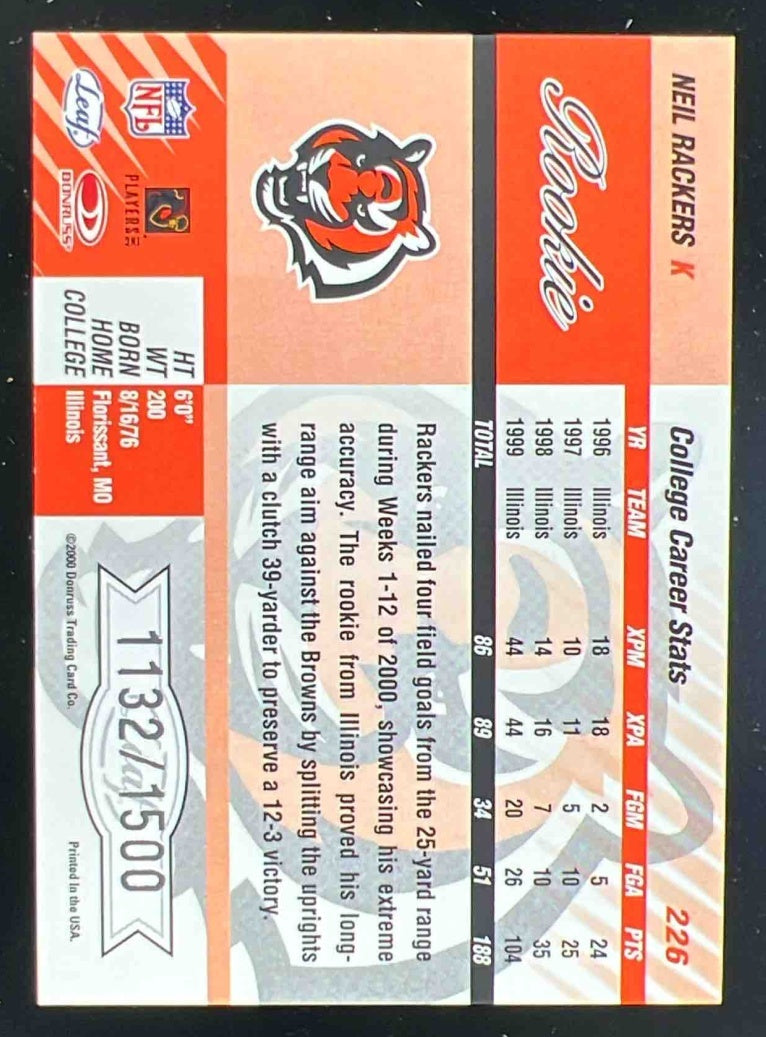 NEIL RACKERS K
College Career Stats
226
Rookie
YR TEAM XPM XPA FGM FGA PTS
1996 Illinois 18 18 2 5 24
1997 Illinois 10 11 5 10 25
1998 Illinois 14 16 7 10 35
1999 Illinois 44 44 20 26 104
TOTAL 86 89 34 51 188
Rackers nailed four field goals from the 25-yard range
during Weeks 1-12 of 2000, showcasing his extreme
accuracy. The rookie from Illinois proved his long-
range aim against the Browns by splitting the uprights
with a clutch 39-yarder to preserve a 12-3 victory.
NFL
PLAYERS INC
Leaf
DONRUSS
HT 6'0"
WT 200
BORN 8/16/76
HOME Florissant, MO
COLLEGE Illinois
1132/1500
Leaf
©2000 Donruss Trading Card Co.
Printed in the USA.